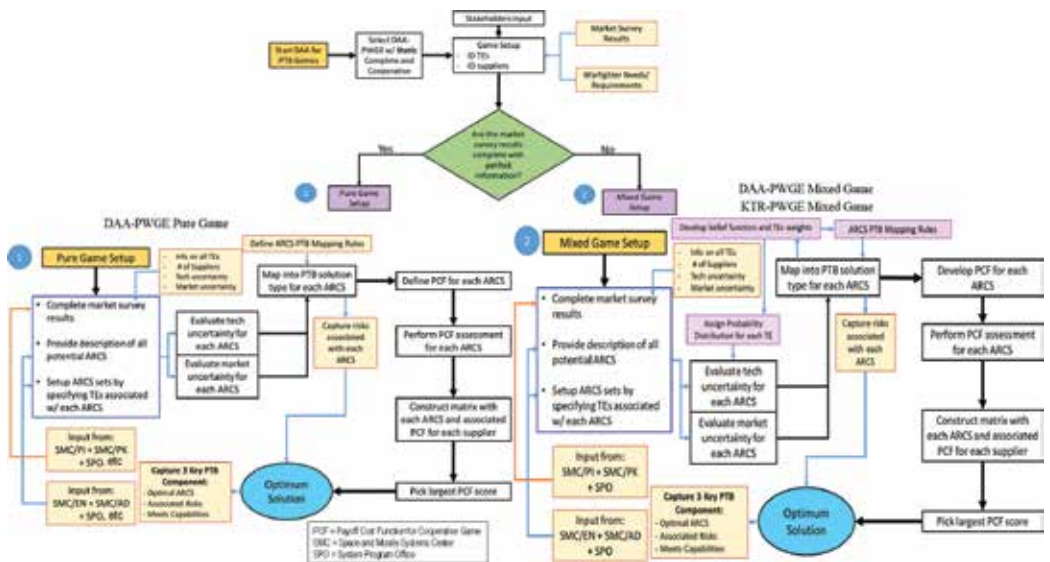 Stakeholders input
Start DAA for
PTB Games
Select DAA-
PWGE w/ Static
Complete and
Cooperative
Game Setup
- ID TEs
- ID suppliers
Market Survey
Results
Warfighter Needs/
Requirements
Are the market
survey results
complete with
perfect
information?
Yes
No
1
Pure Game
Setup
2
Mixed Game
Setup
DAA-PWGE Pure Game
1
Pure Game Setup
- Info on all TEs
- # of Suppliers
- Tech uncertainty
- Market uncertainty
Define ARCS-PTB Mapping Rules
Map into PTB solution
type for each ARCS
Define PCF for each ARCS
• Complete market survey
results
• Provide description of all
potential ARCS
• Setup ARCS sets by
specifying TEs associated
w/ each ARCS
Evaluate tech
uncertainty for
each ARCS
Evaluate market
uncertainty for
each ARCS
Capture risks
associated
with each
ARCS
Perform PCF assessment
for each ARCS
Construct matrix with
each ARCS and associated
PCF for each supplier
Pick largest PCF score
Input from:
SMC/PI + SMC/PK
+ SPO, etc
Input from:
SMC/EN + SMC/AD
+ SPO, etc
Capture 3 Key PTB
Component:
- Optimal ARCS
- Associated Risks
- Meets Capabilities
Optimum
Solution
PCF = Payoff Cost Function for Cooperative Game
SMC = Space and Missile Systems Center
SPO = System Program Office
DAA-PWGE Mixed Game
KTR-PWGE Mixed Game
2
Mixed Game Setup
Develop belief function and TEs weights
ARCS PTB Mapping Rules
- Info on all TEs
- # of Suppliers
- Tech uncertainty
- Market uncertainty
Map into PTB solution
type for each ARCS
Develop PCF for each
ARCS
• Complete market survey
results
• Provide description of all
potential ARCS
• Setup ARCS sets by
specifying TEs associated
w/ each ARCS
Assign Probability
Distribution for each TE
Evaluate tech
uncertainty for each
ARCS
Evaluate market
uncertainty for each
ARCS
Capture risks
associated with
each ARCS
Perform PCF assessment
for each ARCS
Construct matrix with
each ARCS and associated
PCF for each supplier
Pick largest PCF score
Input from:
SMC/PI + SMC/PK
+ SPO
Input from:
SMC/EN + SMC/AD
+ SPO
Capture 3 Key PTB
Component:
- Optimal ARCS
- Associated Risks
- Meets Capabilities
Optimum
Solution